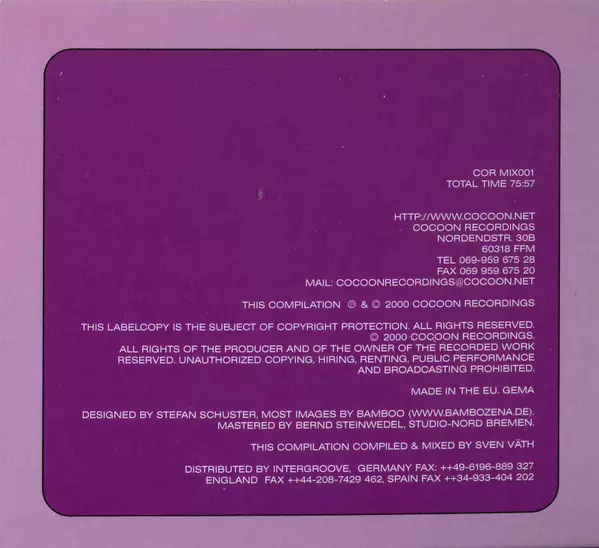 COR MIX001
TOTAL TIME 75:57
HTTP://WWW.COCOON.NET
COCOON RECORDINGS
NORDENDSTR. 30B
60318 FFM
TEL 069-959 675 28
FAX 069 959 675 20
MAIL: COCOONRECORDINGS@COCOON.NET
THIS COMPILATION ℗ & © 2000 COCOON RECORDINGS
THIS LABELCOPY IS THE SUBJECT OF COPYRIGHT PROTECTION. ALL RIGHTS RESERVED.
© 2000 COCOON RECORDINGS.
ALL RIGHTS OF THE PRODUCER AND OF THE OWNER OF THE RECORDED WORK
RESERVED. UNAUTHORIZED COPYING, HIRING, RENTING, PUBLIC PERFORMANCE
AND BROADCASTING PROHIBITED.
MADE IN THE EU. GEMA
DESIGNED BY STEFAN SCHUSTER, MOST IMAGES BY BAMBOO (WWW.BAMBOZENA.DE).
MASTERED BY BERND STEINWEDEL, STUDIO-NORD BREMEN.
THIS COMPILATION COMPILED & MIXED BY SVEN VÄTH
DISTRIBUTED BY INTERGROOVE, GERMANY FAX: ++49-6196-889 327
ENGLAND FAX ++44-208-7429 462, SPAIN FAX ++34-933-404 202